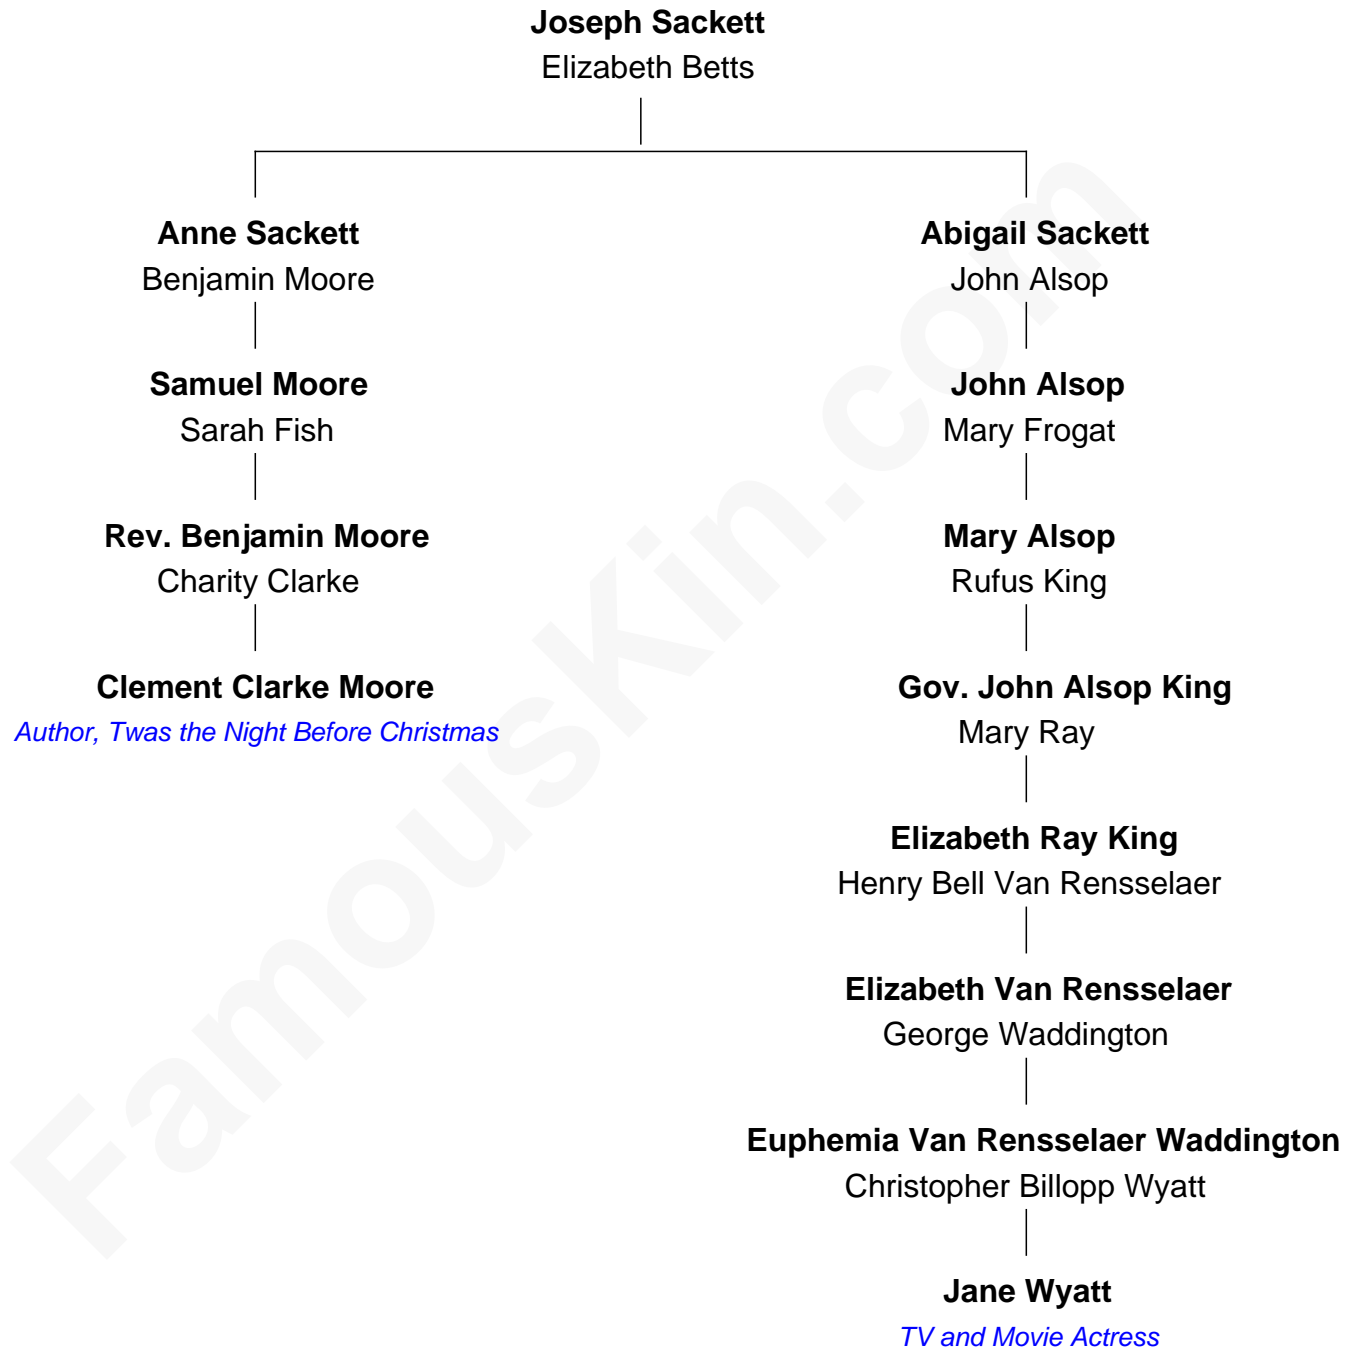 Joseph Sackett
Elizabeth Betts
Anne Sackett
Benjamin Moore
Samuel Moore
Sarah Fish
Rev. Benjamin Moore
Charity Clarke
Clement Clarke Moore
Author, Twas the Night Before Christmas
Abigail Sackett
John Alsop
John Alsop
Mary Frogat
Mary Alsop
Rufus King
Gov. John Alsop King
Mary Ray
Elizabeth Ray King
Henry Bell Van Rensselaer
Elizabeth Van Rensselaer
George Waddington
Euphemia Van Rensselaer Waddington
Christopher Billopp Wyatt
Jane Wyatt
TV and Movie Actress
FamousKin.com